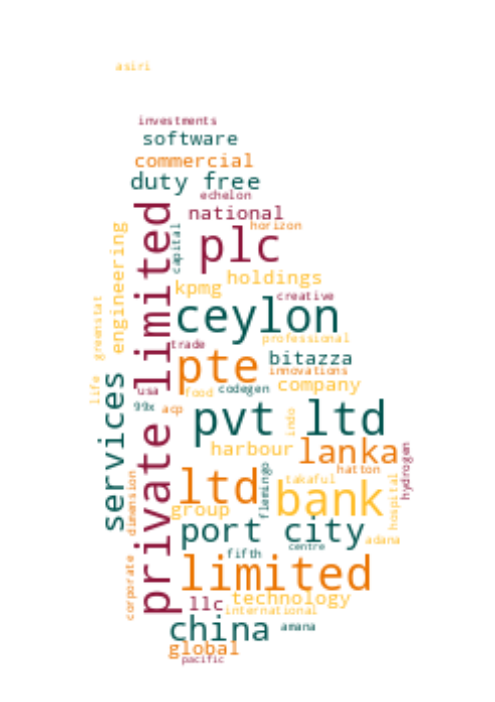 asiri
investments
software
commercial
duty free
echelon
national
horizon
plc
capital
engineering
private limited
holdings
kpmg
creative
ceylon
greenstat
professional
trade
bitazza
pte
innovations
company
life
usa
food
codegen
99x
acp
services
pvt ltd
indo
harbour
lanka
hatton
hydrogen
dimension
ltd
flemingo
takaful
bank
hospital
group
port city
adana
fifth
centre
corporate
limited
technology
llc
international
china
amana
global
pacific